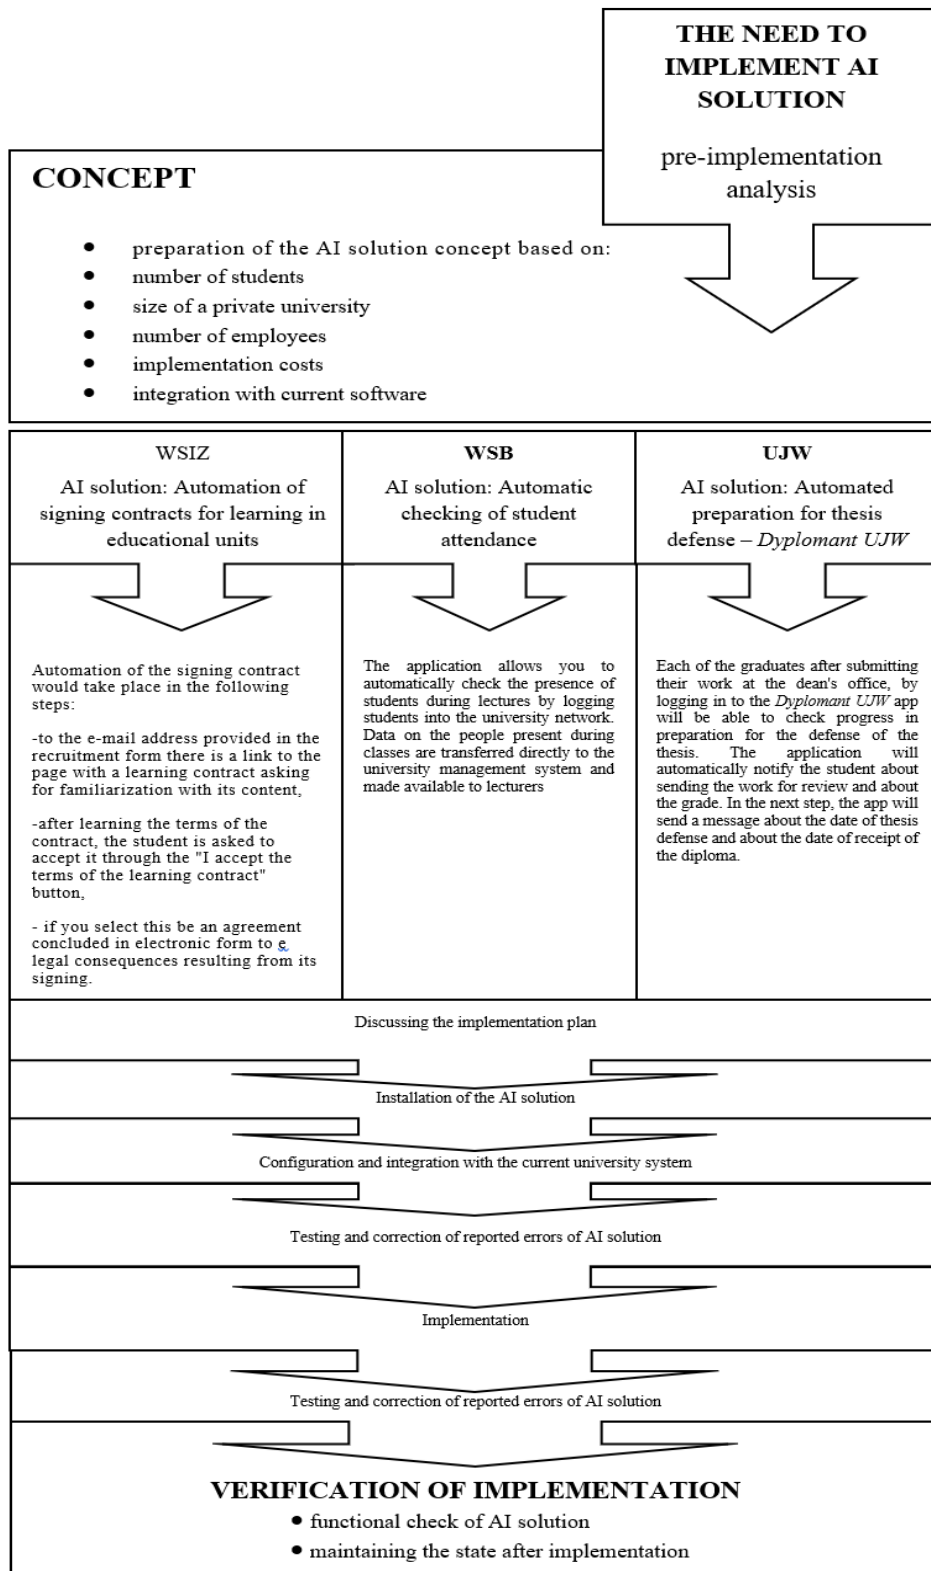 THE NEED TO
IMPLEMENT AI
SOLUTION
pre-implementation
analysis
CONCEPT
• preparation of the AI solution concept based on:
• number of students
• size of a private university
• number of employees
• implementation costs
• integration with current software
WSIZ
AI solution: Automation of
signing contracts for learning in
educational units
WSB
AI solution: Automatic
checking of student
attendance
UJW
AI solution: Automated
preparation for thesis
defense – Dyplomant UJW
Automation of the signing contract
would take place in the following
steps:
-to the e-mail address provided in the
recruitment form there is a link to the
page with a learning contract asking
for familiarization with its content,
-after learning the terms of the
contract, the student is asked to
accept it through the "I accept the
terms of the learning contract"
button,
- if you select this be an agreement
concluded in electronic form to e
legal consequences resulting from its
signing.
The application allows you to
automatically check the presence of
students during lectures by logging
students into the university network.
Data on the people present during
classes are transferred directly to the
university management system and
made available to lecturers
Each of the graduates after submitting
their work at the dean's office, by
logging in to the Dyplomant UJW app
will be able to check progress in
preparation for the defense of the
thesis. The application will
automatically notify the student about
sending the work for review and about
the grade. In the next step, the app will
send a message about the date of thesis
defense and about the date of receipt of
the diploma.
Discussing the implementation plan
Installation of the AI solution
Configuration and integration with the current university system
Testing and correction of reported errors of AI solution
Implementation
Testing and correction of reported errors of AI solution
VERIFICATION OF IMPLEMENTATION
• functional check of AI solution
• maintaining the state after implementation